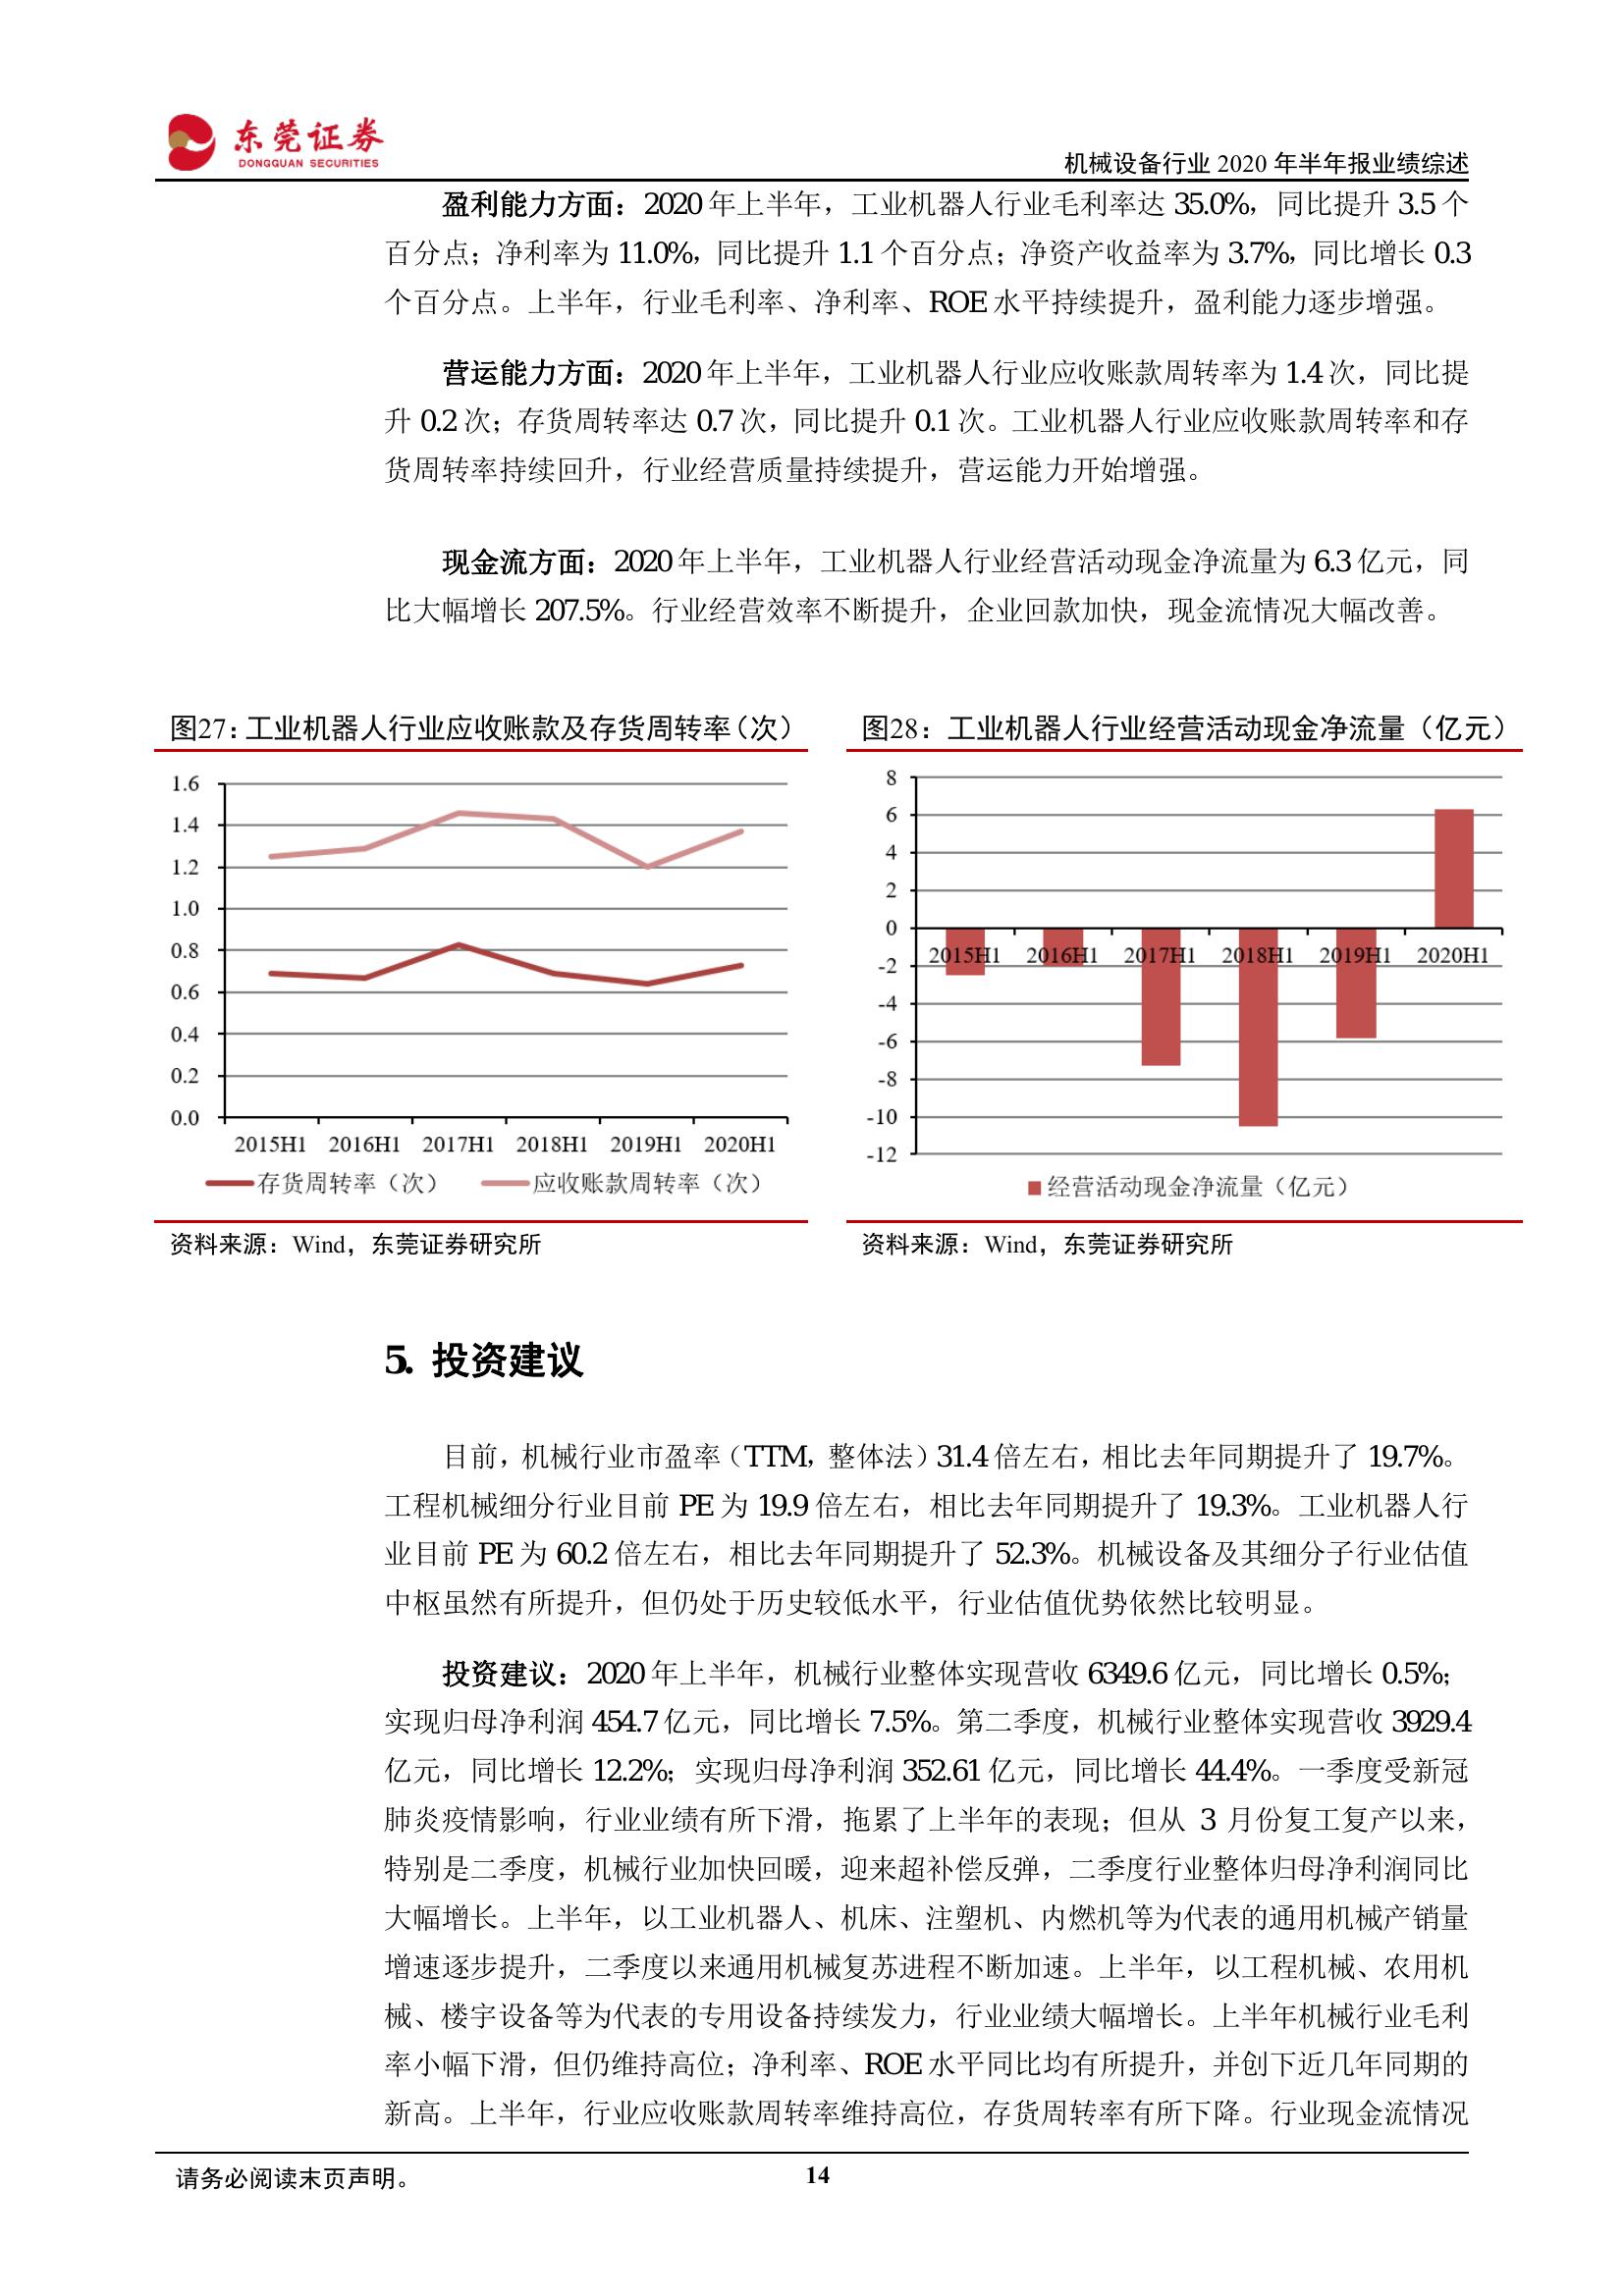 东莞证券
DONGGUAN SECURITIES
机械设备行业 2020 年半年报业绩综述
盈利能力方面：2020 年上半年，工业机器人行业毛利率达 35.0%，同比提升 3.5 个
百分点；净利率为 11.0%，同比提升 1.1 个百分点；净资产收益率为 3.7%，同比增长 0.3
个百分点。上半年，行业毛利率、净利率、ROE 水平持续提升，盈利能力逐步增强。
营运能力方面：2020 年上半年，工业机器人行业应收账款周转率为 1.4 次，同比提
升 0.2 次；存货周转率达 0.7 次，同比提升 0.1 次。工业机器人行业应收账款周转率和存
货周转率持续回升，行业经营质量持续提升，营运能力开始增强。
现金流方面：2020 年上半年，工业机器人行业经营活动现金净流量为 6.3 亿元，同
比大幅增长 207.5%。行业经营效率不断提升，企业回款加快，现金流情况大幅改善。
图27：工业机器人行业应收账款及存货周转率（次）
1.6
1.4
1.2
1.0
0.8
0.6
0.4
0.2
0.0
2015H1 2016H1 2017H1 2018H1 2019H1 2020H1
存货周转率（次） 应收账款周转率（次）
资料来源：Wind，东莞证券研究所
图28：工业机器人行业经营活动现金净流量（亿元）
8
6
4
2
0
-2
-4
-6
-8
-10
-12
2015H1 2016H1 2017H1 2018H1 2019H1 2020H1
经营活动现金净流量（亿元）
资料来源：Wind，东莞证券研究所
5. 投资建议
目前，机械行业市盈率（TTM，整体法）31.4 倍左右，相比去年同期提升了 19.7%。
工程机械细分行业目前 PE 为 19.9 倍左右，相比去年同期提升了 19.3%。工业机器人行
业目前 PE 为 60.2 倍左右，相比去年同期提升了 52.3%。机械设备及其细分子行业估值
中枢虽然有所提升，但仍处于历史较低水平，行业估值优势依然比较明显。
投资建议：2020 年上半年，机械行业整体实现营收 6349.6 亿元，同比增长 0.5%；
实现归母净利润 454.7 亿元，同比增长 7.5%。第二季度，机械行业整体实现营收 3929.4
亿元，同比增长 12.2%；实现归母净利润 352.61 亿元，同比增长 44.4%。一季度受新冠
肺炎疫情影响，行业业绩有所下滑，拖累了上半年的表现；但从 3 月份复工复产以来，
特别是二季度，机械行业加快回暖，迎来超补偿反弹，二季度行业整体归母净利润同比
大幅增长。上半年，以工业机器人、机床、注塑机、内燃机等为代表的通用机械产销量
增速逐步提升，二季度以来通用机械复苏进程不断加速。上半年，以工程机械、农用机
械、楼宇设备等为代表的专用设备持续发力，行业业绩大幅增长。上半年机械行业毛利
率小幅下滑，但仍维持高位；净利率、ROE 水平同比均有所提升，并创下近几年同期的
新高。上半年，行业应收账款周转率维持高位，存货周转率有所下降。行业现金流情况
请务必阅读末页声明。
14